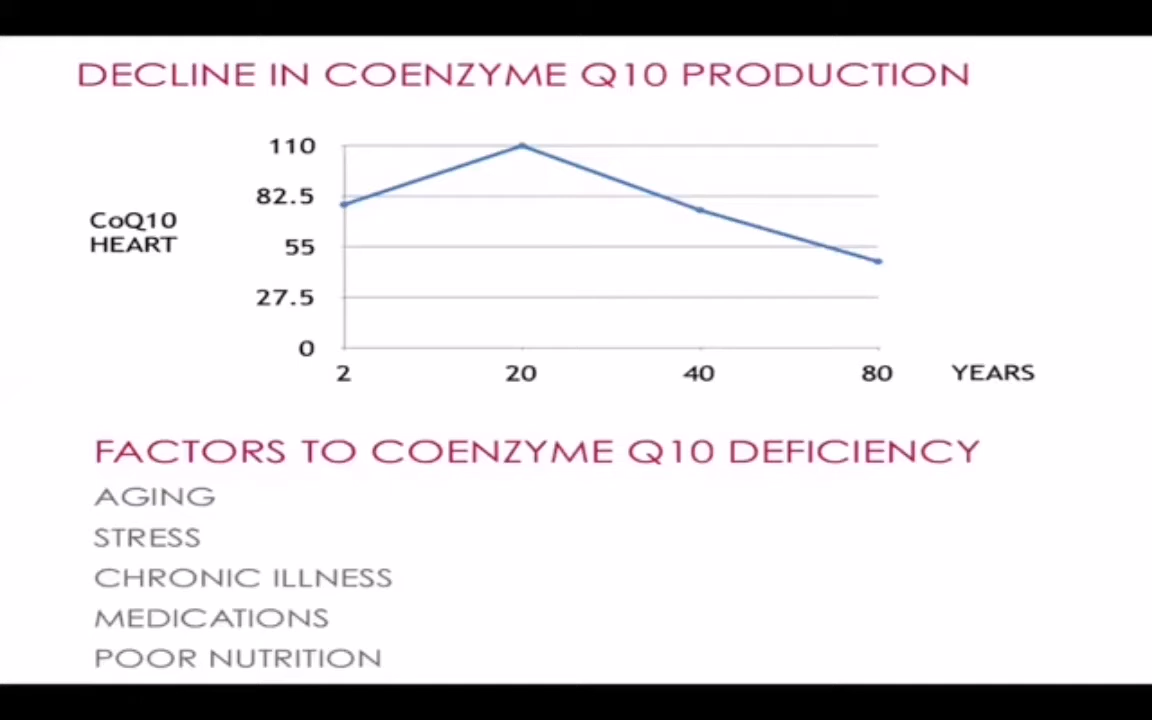 DECLINE IN COENZYME Q10 PRODUCTION
110
82.5
CoQ10
HEART
55
27.5
0
2 20 40 80 YEARS
FACTORS TO COENZYME Q10 DEFICIENCY
AGING
STRESS
CHRONIC ILLNESS
MEDICATIONS
POOR NUTRITION